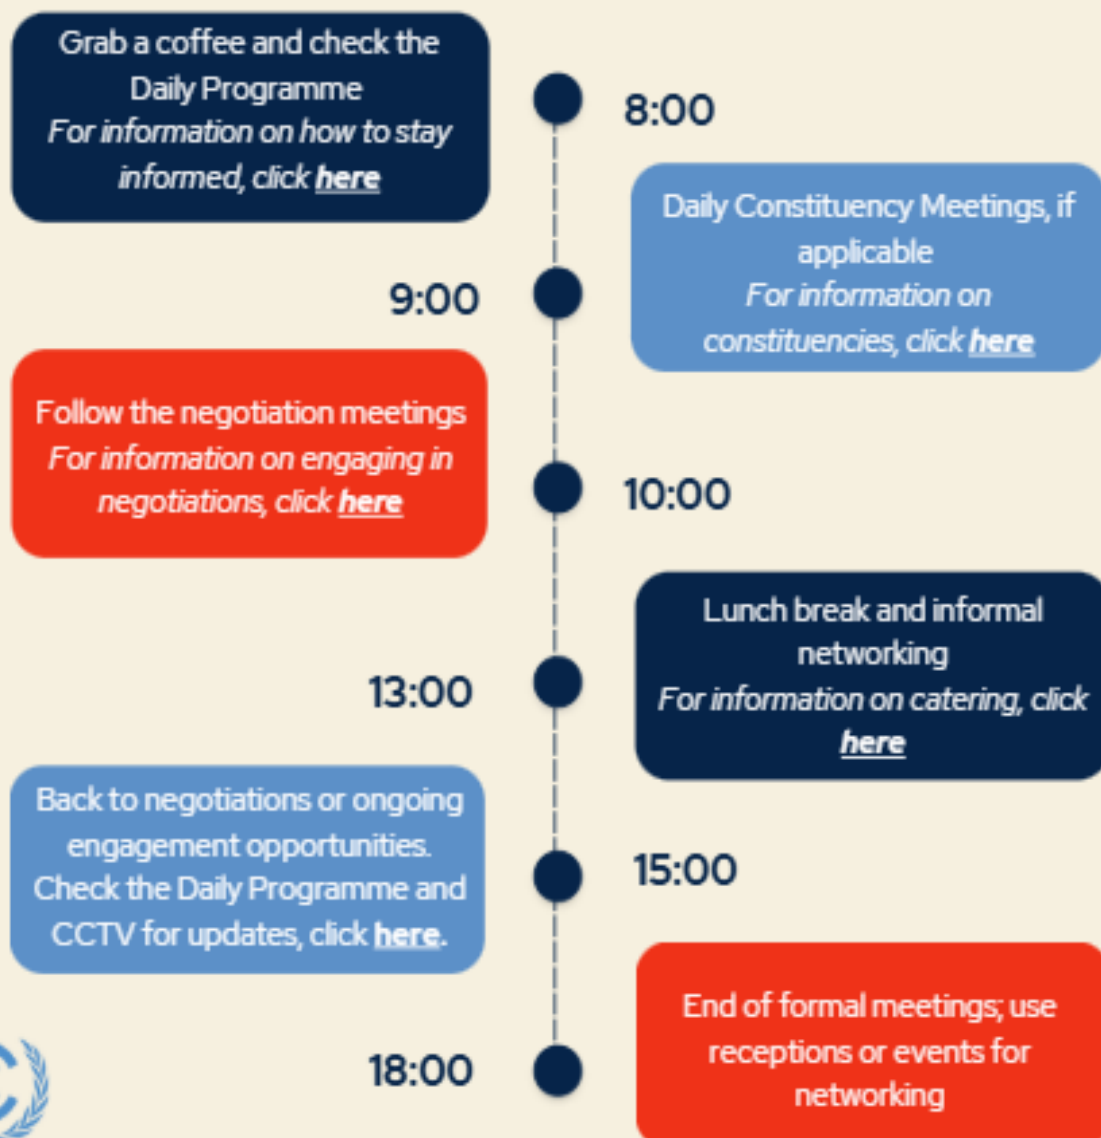 Grab a coffee and check the
Daily Programme
For information on how to stay
informed, click here
8:00
Daily Constituency Meetings, if
applicable
For information on
constituencies, click here
9:00
Follow the negotiation meetings
For information on engaging in
negotiations, click here
10:00
Lunch break and informal
networking
For information on catering, click
here
13:00
Back to negotiations or ongoing
engagement opportunities.
Check the Daily Programme and
CCTV for updates, click here.
15:00
End of formal meetings; use
receptions or events for
networking
18:00